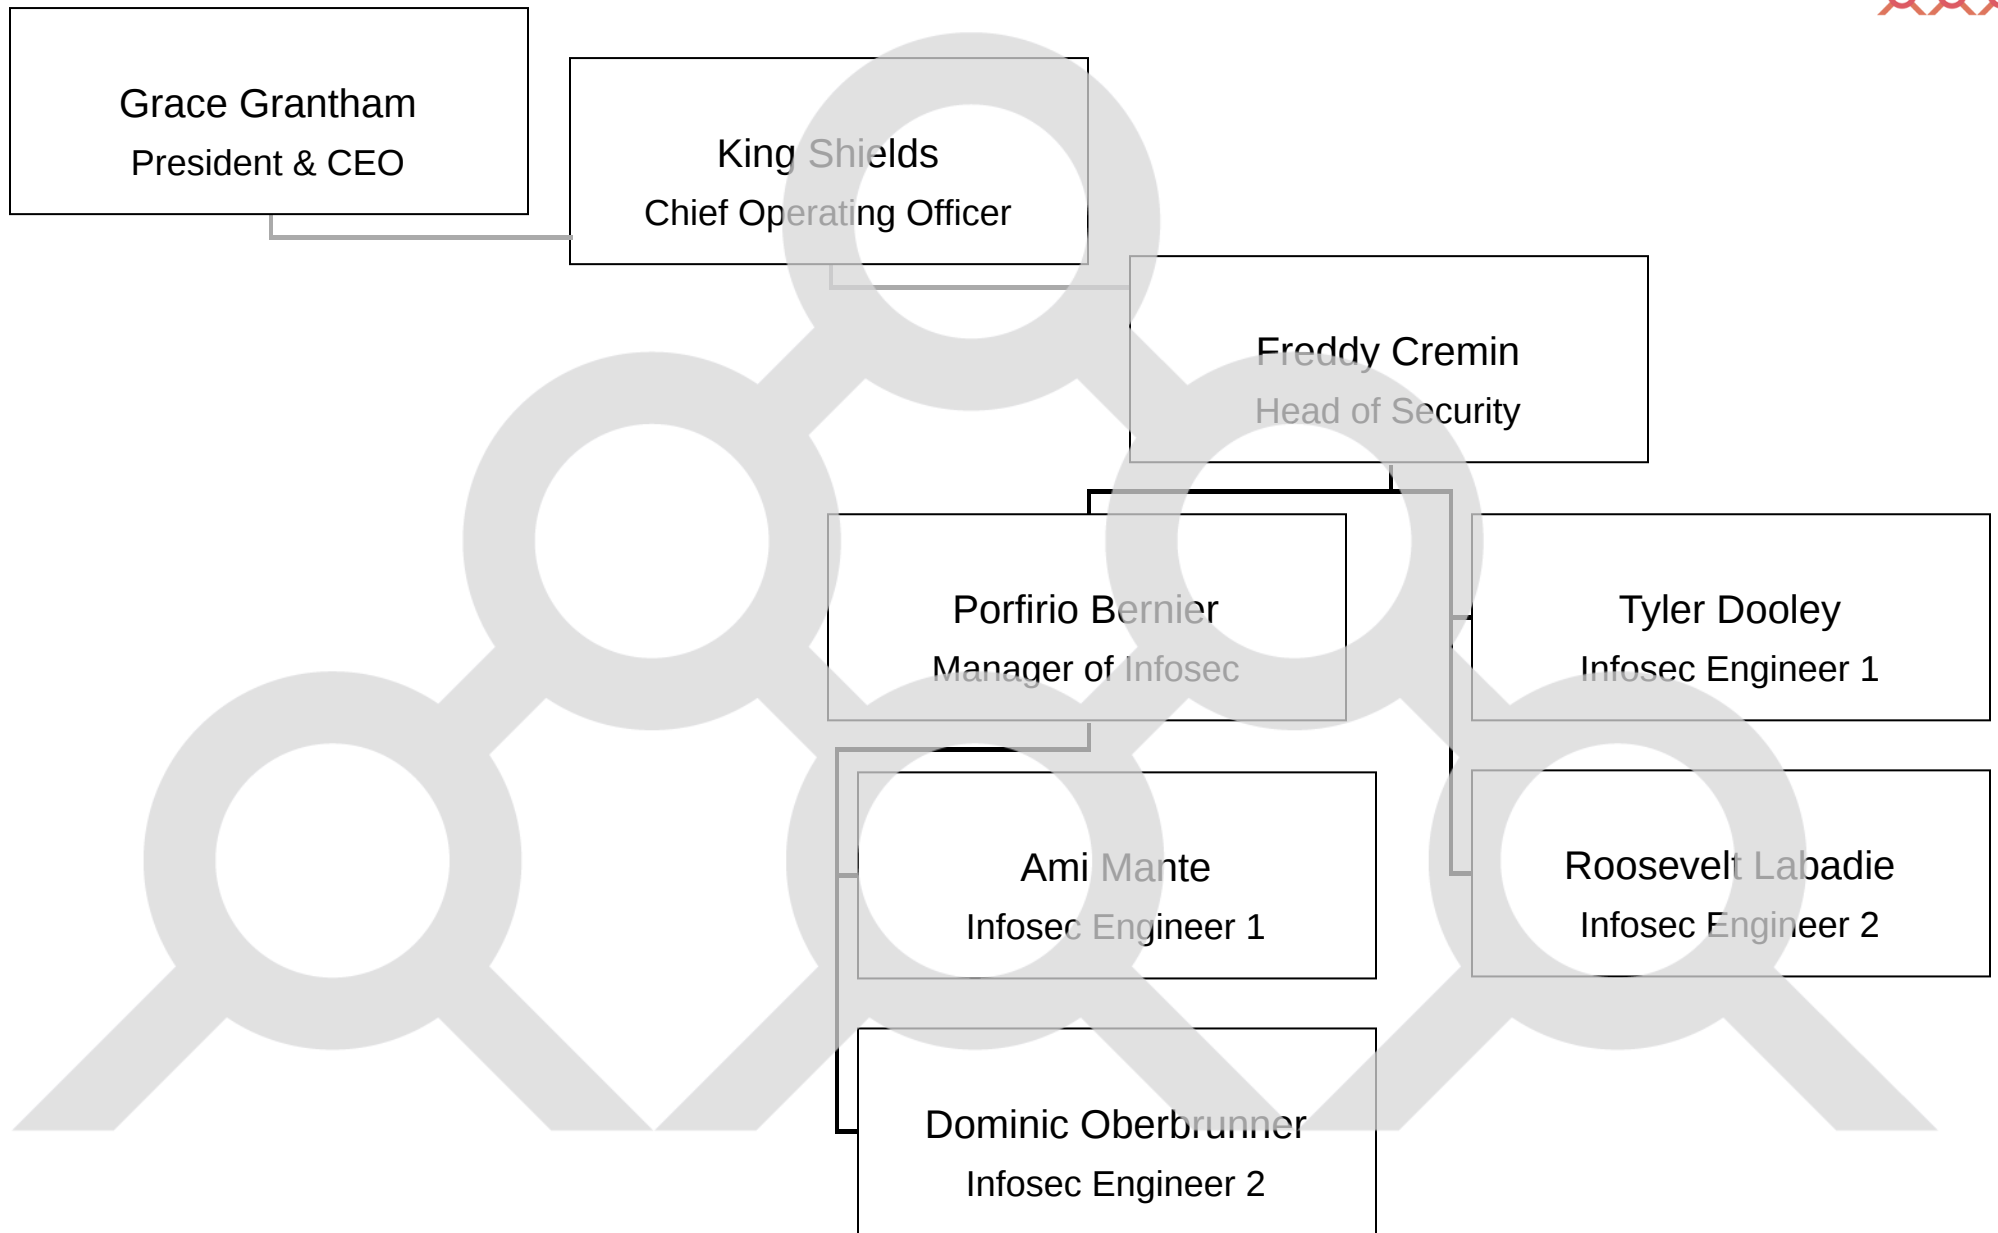 Grace Grantham
President & CEO
King Shields
Chief Operating Officer
Freddy Cremin
Head of Security
Porfirio Bernier
Manager of Infosec
Tyler Dooley
Infosec Engineer 1
Ami Mante
Infosec Engineer 1
Roosevelt Labadie
Infosec Engineer 2
Dominic Oberbrunner
Infosec Engineer 2